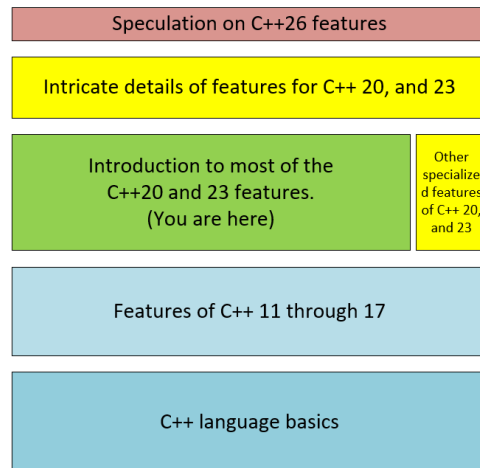 Speculation on C++26 features
Intricate details of features for C++ 20, and 23
Introduction to most of the
C++20 and 23 features.
(You are here)
Other
specialize
d features
of C++ 20,
and 23
Features of C++ 11 through 17
C++ language basics